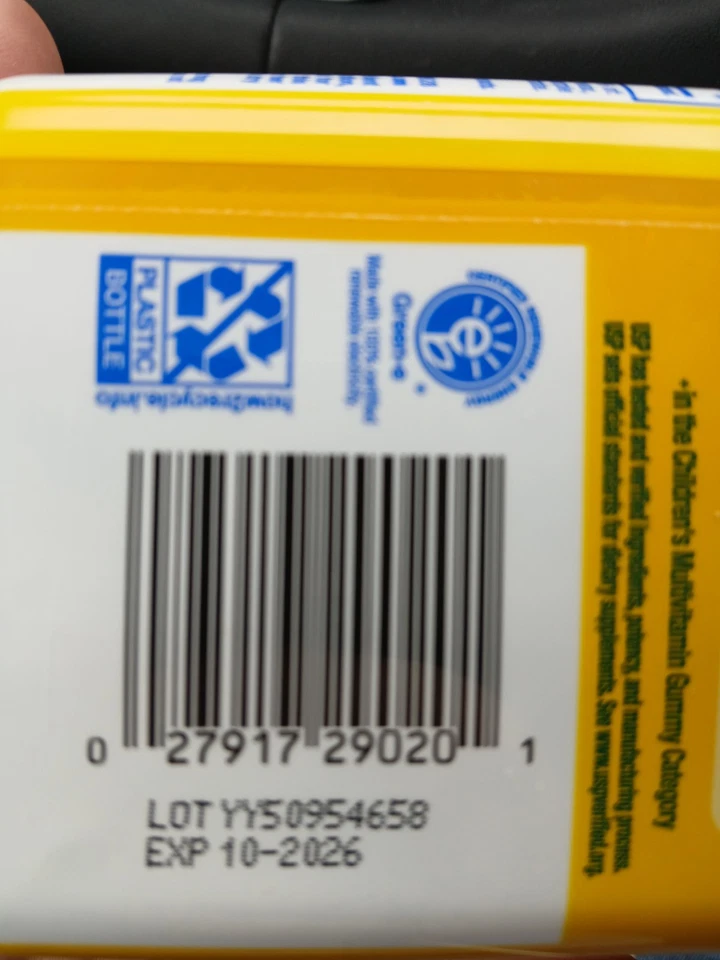 PLASTIC
BOTTLE
how2recycle.info
Green-e
Made with 100% certified
renewable electricity
0 27917 29020 1
LOT YY50954658
EXP 10-2026
*in the Children's Multivitamin Gummy Category
USP has tested and verified ingredients, potency, and manufacturing process.
USP sets official standards for dietary supplements. See www.uspverified.org.